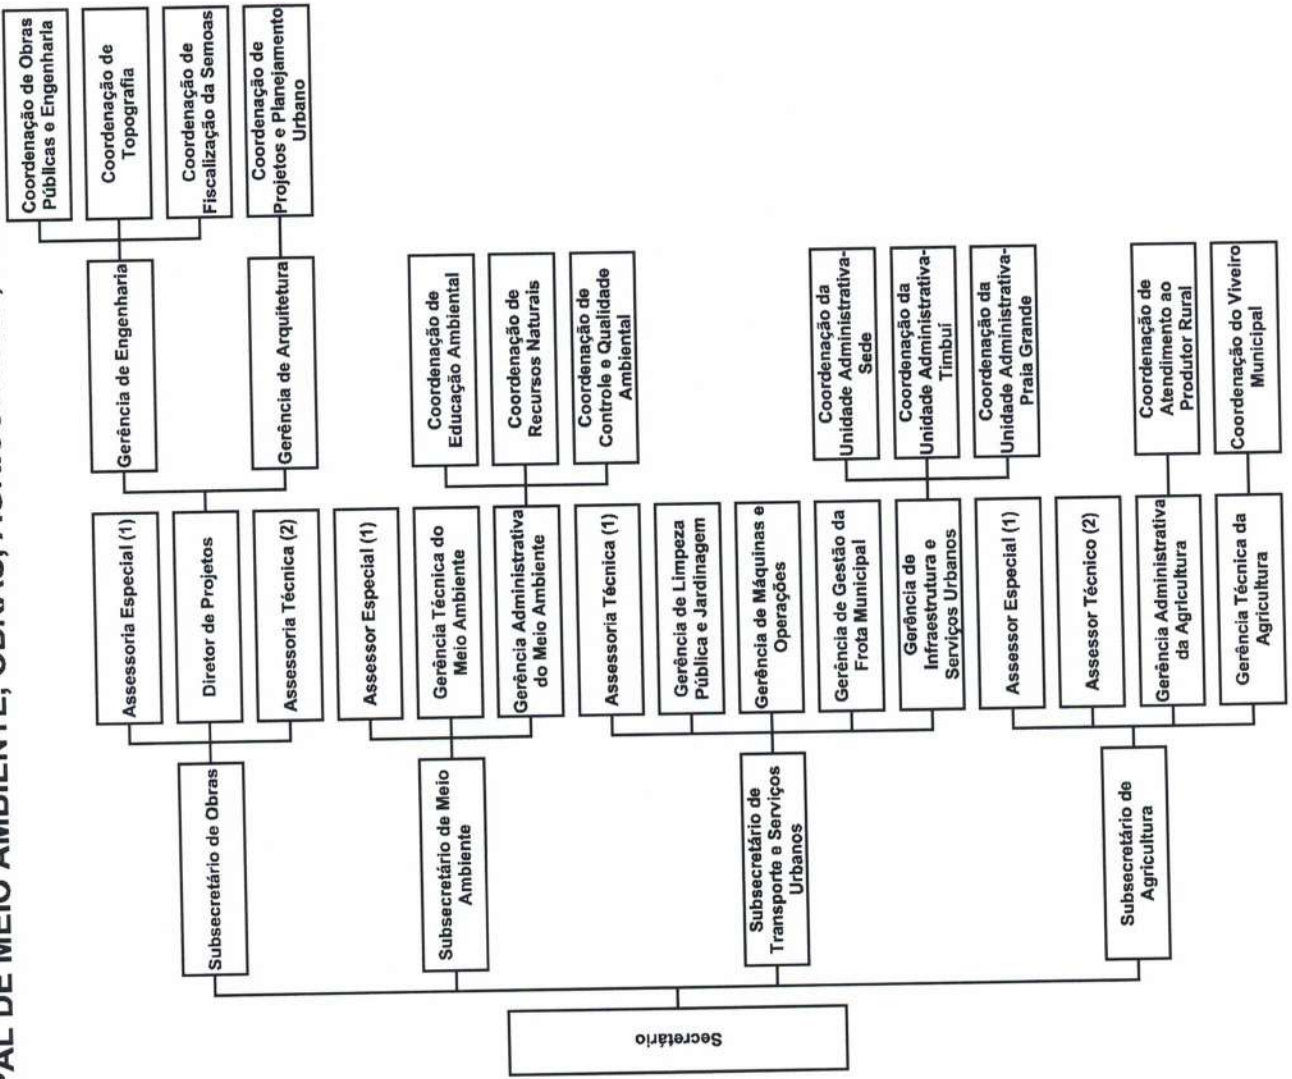 PAL DE MEIO AMBIENTE, OBRAS,
Secretário
Subsecretário de Obras
Assessoria Especial (1)
Diretor de Projetos
Gerência de Engenharia
Coordenação de Obras
Públicas e Engenharia
Coordenação de
Topografia
Coordenação de
Fiscalização da Semoas
Gerência de Arquitetura
Coordenação de
Projetos e Planejamento
Urbano
Assessoria Técnica (2)
Subsecretário de Meio
Ambiente
Assessor Especial (1)
Gerência Técnica do
Meio Ambiente
Gerência Administrativa
do Meio Ambiente
Coordenação de
Educação Ambiental
Coordenação de
Recursos Naturais
Coordenação de
Controle e Qualidade
Ambiental
Subsecretário de
Transporte e Serviços
Urbanos
Assessoria Técnica (1)
Gerência de Limpeza
Pública e Jardinagem
Gerência de Máquinas e
Operações
Gerência de Gestão da
Frota Municipal
Gerência de
Infraestrutura e
Serviços Urbanos
Coordenação da
Unidade Administrativa-
Sede
Coordenação da
Unidade Administrativa-
Timbuí
Coordenação da
Unidade Administrativa-
Praia Grande
Subsecretário de
Agricultura
Assessor Especial (1)
Assessor Técnico (2)
Gerência Administrativa
da Agricultura
Coordenação de
Atendimento ao
Produtor Rural
Gerência Técnica da
Agricultura
Coordenação do Viveiro
Municipal